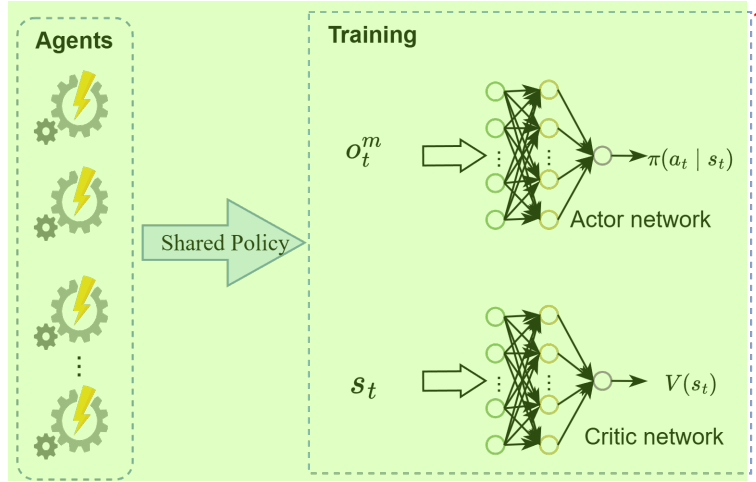 Agents
Training
Shared Policy
o_t^m
π(a_t | s_t)
Actor network
s_t
V(s_t)
Critic network